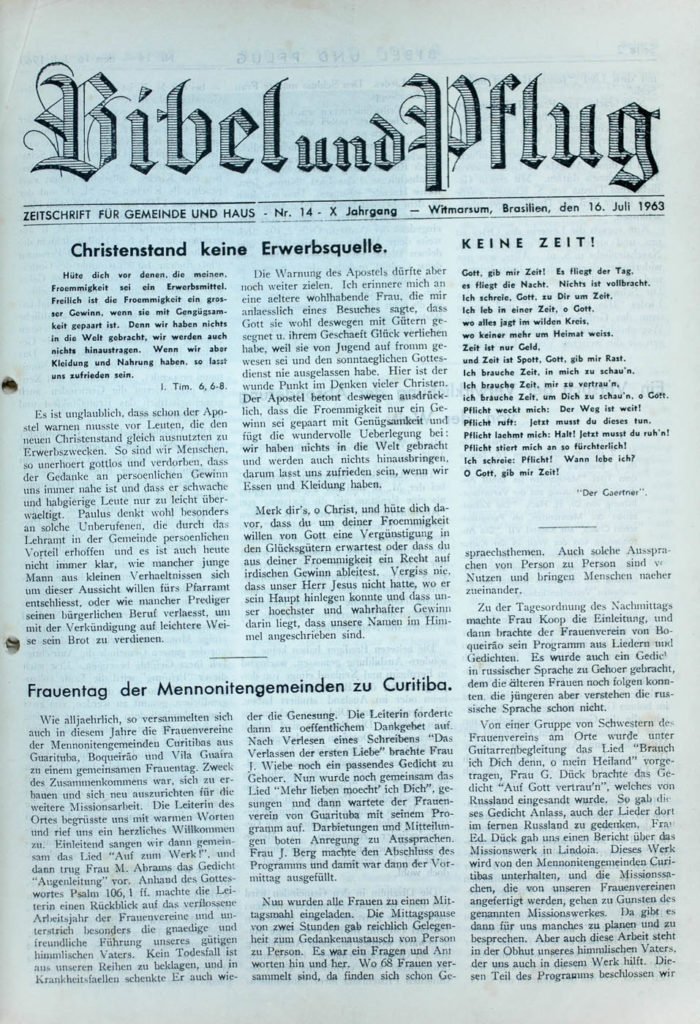 Bibel und Pflug
ZEITSCHRIFT FÜR GEMEINDE UND HAUS - Nr. 14 - X Jahrgang — Witmarsum, Brasilien, den 16. Juli 1963
Christenstand keine Erwerbsquelle.
Hüte dich vor denen, die meinen,
Froemmigkeit sei ein Erwerbsmittel.
Freilich ist die Froemmigkeit ein gros-
ser Gewinn, wenn sie mit Gengügsam-
keit gepaart ist. Denn wir haben nichts
in die Welt gebracht, wir werden auch
nichts hinaustragen. Wenn wir aber
Kleidung und Nahrung haben, so lasst
uns zufrieden sein.
I. Tim. 6, 6-8.
Es ist unglaublich, dass schon der Apo-
stel warnen musste vor Leuten, die den
neuen Christenstand gleich ausnutzten zu
Erwerbszwecken. So sind wir Menschen,
so unerhoert gottlos und verdorben, dass
der Gedanke an persoenlichen Gewinn
uns immer nahe ist und dass er schwache
und habgierige Leute nur zu leicht über-
waeltigt. Paulus denkt wohl besonders
an solche Unberufenen, die durch das
Lehramt in der Gemeinde persoenlichen
Vorteil erhoffen und es ist auch heute
nicht immer klar, wie mancher junge
Mann aus kleinen Verhaeltnissen sich
um dieser Aussicht willen fürs Pfarramt
entschliesst, oder wie mancher Prediger
seinen bürgerlichen Beruf verlaesst, um
mit der Verkündigung auf leichtere Wei-
se sein Brot zu verdienen.
Die Warnung des Apostels dürfte aber
noch weiter zielen. Ich erinnere mich an
eine aeltere wohlhabende Frau, die mir
anlaesslich eines Besuches sagte, dass
Gott sie wohl deswegen mit Gütern ge-
segnet u. ihrem Geschaeft Glück verliehen
habe, weil sie von Jugend auf fromm ge-
wesen sei und den sonntaeglichen Gottes-
dienst nie ausgelassen habe. Hier ist der
wunde Punkt im Denken vieler Christen.
Der Apostel betont deswegen ausdrück-
lich, dass die Froemmigkeit nur ein Ge-
winn sei gepaart mit Genügsamkeit und
fügt die wundervolle Ueberlegung bei:
wir haben nichts in die Welt gebracht
und werden auch nichts hinausbringen,
darum lasst uns zufrieden sein, wenn wir
Essen und Kleidung haben.
Merk dir's, o Christ, und hüte dich da-
vor, dass du um deiner Froemmigkeit
willen von Gott eine Vergünstigung in
den Glücksgütern erwartest oder dass du
aus deiner Froemmigkeit ein Recht auf
irdischen Gewinn ableitest. Vergiss nie,
dass unser Herr Jesus nicht hatte, wo er
sein Haupt hinlegen konnte und dass un-
ser hoechster und wahrhafter Gewinn
darin liegt, dass unsere Namen im Him-
mel angeschrieben sind.
KEINE ZEIT!
Gott, gib mir Zeit! Es fliegt der Tag,
es fliegt die Nacht. Nichts ist vollbracht.
Ich schreie, Gott, zu Dir um Zeit.
Ich leb in einer Zeit, o Gott,
wo alles jagt im wilden Kreis,
wo keiner mehr um Heimat weiss.
Zeit ist nur Geld,
und Zeit ist Spott, Gott, gib mir Rast.
Ich brauche Zeit, in mich zu schau'n,
Ich brauche Zeit, mir zu vertrau'n,
ich brauche Zeit, um Dich zu schau'n, o Gott.
Pflicht weckt mich: Der Weg ist weit!
Pflicht ruft: Jetzt musst du dieses tun.
Pflicht laehmt mich: Halt! Jetzt musst du ruh'n!
Pflicht stiert mich an so fürchterlich!
Ich schreie: Pflicht! Wann lebe ich?
O Gott, gib mir Zeit!
"Der Gaertner".
Frauentag der Mennonitengemeinden zu Curitiba.
Wie alljaehrlich, so versammelten sich
auch in diesem Jahre die Frauenvereine
der Mennonitengemeinden Curitibas aus
Guarituba, Boqueirão und Vila Guaira
zu einem gemeinsamen Frauentag. Zweck
des Zusammenkommens war, sich zu er-
bauen und sich neu auszurichten für die
weitere Missionsarbeit. Die Leiterin des
Ortes begrüsste uns mit warmen Worten
und rief uns ein herzliches Willkommen
zu. Einleitend sangen wir dann gemein-
sam das Lied "Auf zum Werk!", und
dann trug Frau M. Abrams das Gedicht
"Augenleitung" vor. Anhand des Gottes-
wortes Psalm 106,1 ff. machte die Lei-
terin einen Rückblick auf das verflossene
Arbeitsjahr der Frauenvereine und un-
terstrich besonders die gnaedige und
freundliche Führung unseres gütigen
himmlischen Vaters. Kein Todesfall ist
aus unseren Reihen zu beklagen, und in
Krankheitsfaellen schenkte Er auch wie-
der die Genesung. Die Leiterin forderte
dann zu oeffentlichem Dankgebet auf.
Nach Verlesen eines Schreibens "Das
Verlassen der ersten Liebe" brachte Frau
J. Wiebe noch ein passendes Gedicht zu
Gehoer. Nun wurde noch gemeinsam das
Lied "Mehr lieben moecht' ich Dich", ge-
sungen und dann wartete der Frauen-
verein von Guarituba mit seinem Pro-
gramm auf. Darbietungen und Mitteilun-
gen boten Anregung zu Aussprachen.
Frau J. Berg machte den Abschluss des
Programms und damit war dann der Vor-
mittag ausgefüllt.
Nun wurden alle Frauen zu einem Mit-
tagsmahl eingeladen. Die Mittagspause
von zwei Stunden gab reichlich Gelegen-
heit zum Gedankenaustausch von Person
zu Person. Es war ein Fragen und Ant
worten hin und her. Wo 68 Frauen ver-
sammelt sind, da finden sich schon Ge-
spraechsthemen. Auch solche Ausspra-
chen von Person zu Person sind
Nutzen und bringen Menschen naeher
zueinander.
Zu der Tagesordnung des Nachmittags
machte Frau Koop die Einleitung, und
dann brachte der Frauenverein von Bo-
queirão sein Programm aus Liedern und
Gedichten. Es wurde auch ein Gedicht
in russischer Sprache zu Gehoer gebracht,
dem die älteren Frauen noch folgen konn-
ten, die jüngeren aber verstehen die rus-
sische Sprache schon nicht.
Von einer Gruppe von Schwestern des
Frauenvereins am Orte wurde unter
Guitarrenbegleitung das Lied "Brauch
ich Dich denn, o mein Heiland" vorge-
tragen, Frau G. Dück brachte das Ge-
dicht "Auf Gott vertrau'n", welches von
Russland eingesandt wurde. So gab die-
ses Gedicht Anlass, auch der Lieder dort
im fernen Russland zu gedenken. Frau
Ed. Dück gab uns einen Bericht über das
Missionswerk in Lindoia. Dieses Werk
wird von den Mennonitengemeinden Curi-
tibas unterhalten, und die Missionssa-
chen, die von unseren Frauenvereinen
angefertigt werden, gehen zu Gunsten des
genannten Missionswerkes. Da gibt es
dann für uns manches zu planen und zu
besprechen. Aber auch diese Arbeit steht
in der Obhut unseres himmlischen Vaters,
der uns auch in diesem Werk hilft. Die-
sen Teil des Programms beschlossen wir